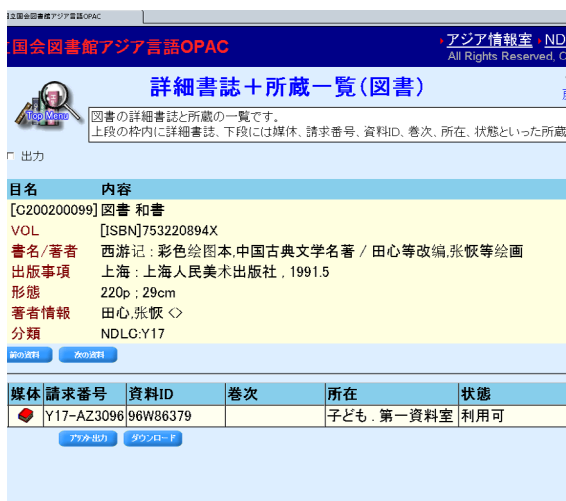 国立国会図書館アジア言語OPAC
立国会図書館アジア言語OPAC
アジア情報室 ND
All Rights Reserved, C
詳細書誌+所蔵一覧(図書)
Top Menu
図書の詳細書誌と所蔵の一覧です。
上段の枠内に詳細書誌、下段には媒体、請求番号、資料ID、巻次、所在、状態といった所蔵
出力
目名 内容
[C200200099] 図書 和書
VOL [ISBN]753220894X
書名/著者 西游记 : 彩色绘图本,中国古典文学名著 / 田心等改编,张恢等绘画
出版事項 上海 : 上海人民美术出版社 , 1991.5
形態 220p ; 29cm
著者情報 田心,张恢 <>
分類 NDLC:Y17
前の資料 次の資料
媒体 請求番号 資料ID 巻次 所在 状態
Y17-AZ3096 96W86379 子ども . 第一資料室 利用可
プリンタ出力 ダウンロード